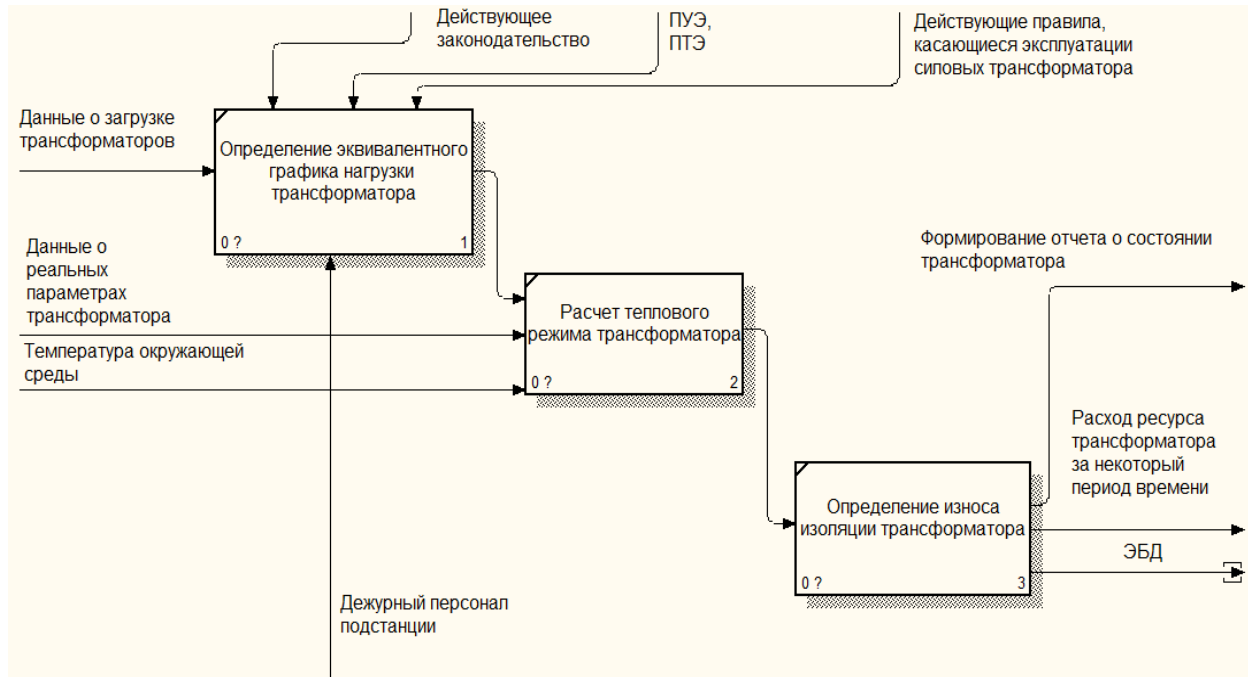 Действующее
законодательство
ПУЭ,
ПТЭ
Действующие правила,
касающиеся эксплуатации
силовых трансформатора
Данные о загрузке
трансформаторов
Определение эквивалентного
графика нагрузки
трансформатора
0 ?
1
Данные о
реальных
параметрах
трансформатора
Температура окружающей
среды
Расчет теплового
режима трансформатора
0 ?
2
Формирование отчета о состоянии
трансформатора
Расход ресурса
трансформатора
за некоторый
период времени
Определение износа
изоляции трансформатора
0 ?
3
ЭБД
Дежурный персонал
подстанции